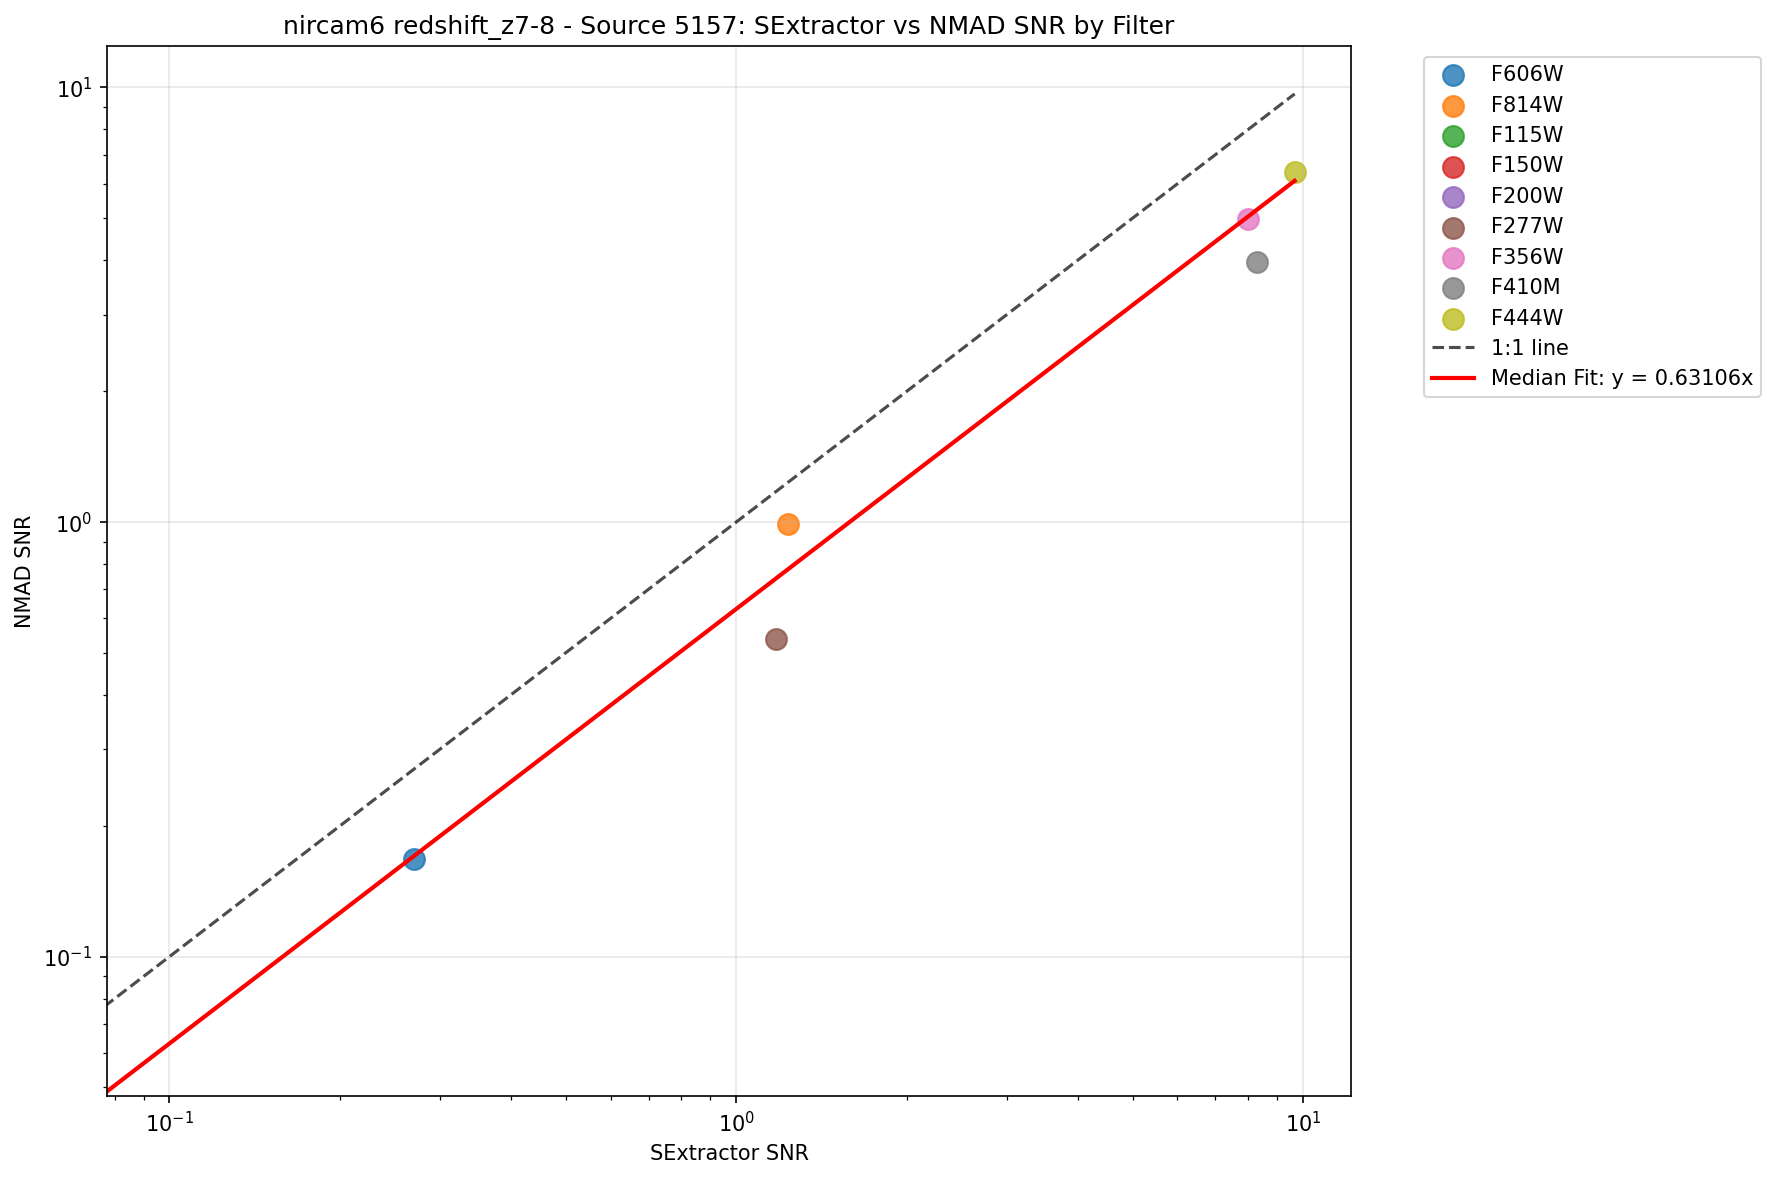 nircam6 redshift_z7-8 - Source 5157: SExtractor vs NMAD SNR by Filter
F606W
F814W
F115W
F150W
F200W
F277W
F356W
F410M
F444W
1:1 line
Median Fit: y = 0.63106x
NMAD SNR
10¹
10⁰
10⁻¹
10⁻¹ 10⁰ 10¹
SExtractor SNR